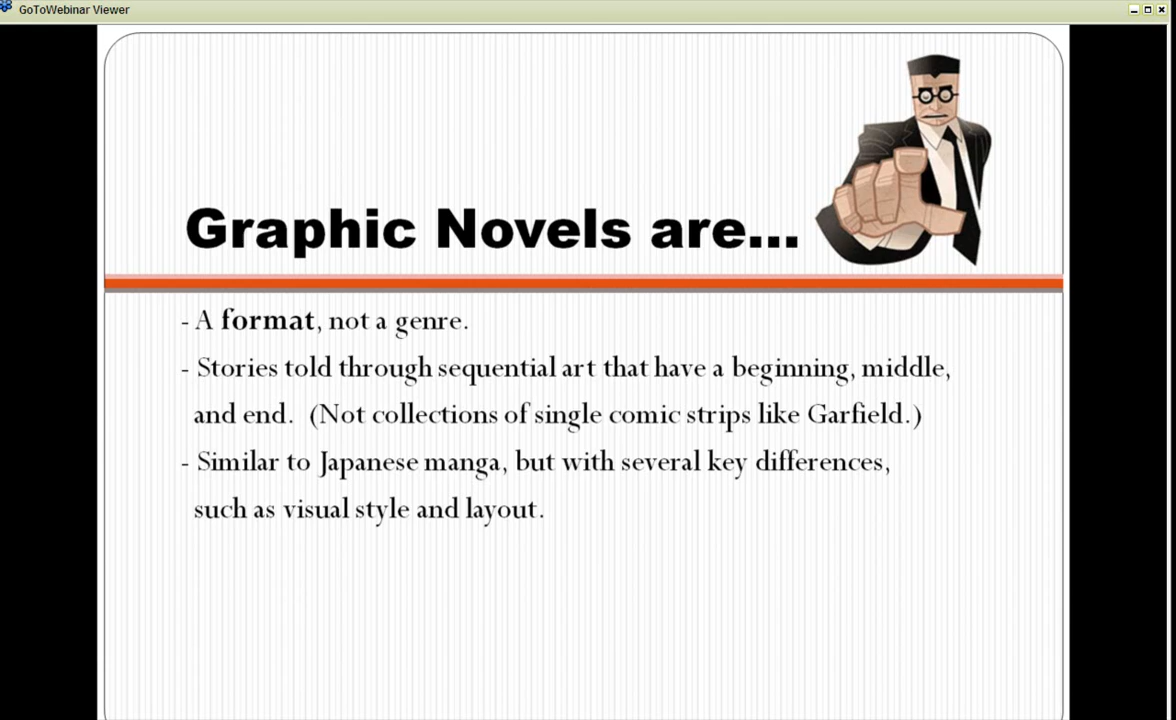 GoToWebinar Viewer
Graphic Novels are...
- A format, not a genre.
- Stories told through sequential art that have a beginning, middle,
and end. (Not collections of single comic strips like Garfield.)
- Similar to Japanese manga, but with several key differences,
such as visual style and layout.